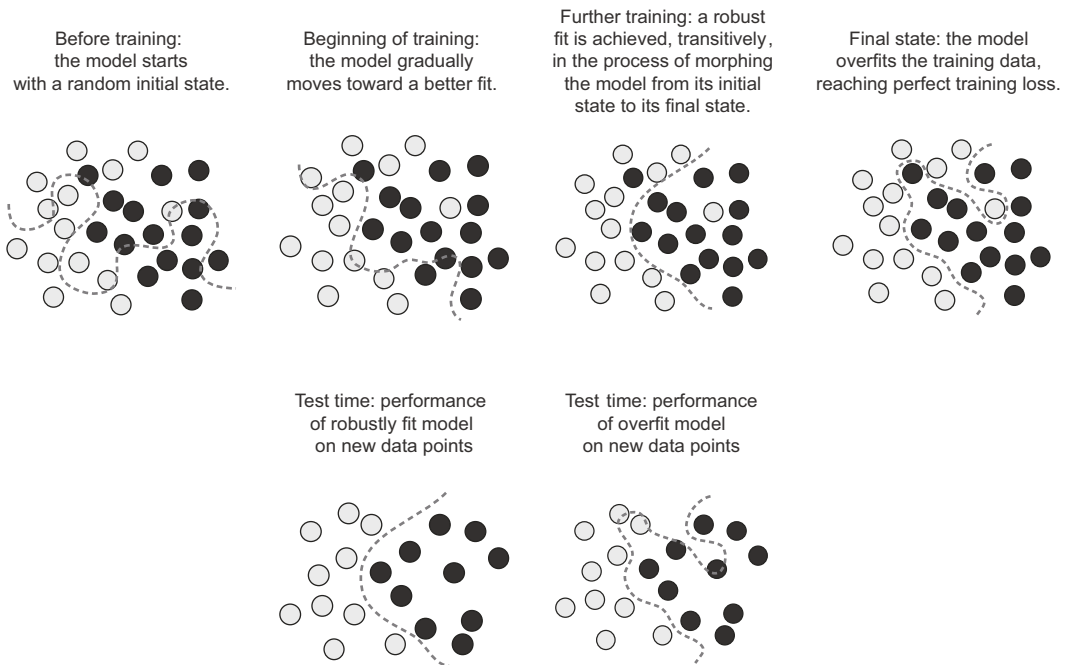 Before training:
the model starts
with a random initial state.
Beginning of training:
the model gradually
moves toward a better fit.
Further training: a robust
fit is achieved, transitively,
in the process of morphing
the model from its initial
state to its final state.
Final state: the model
overfits the training data,
reaching perfect training loss.
Test time: performance
of robustly fit model
on new data points
Test time: performance
of overfit model
on new data points